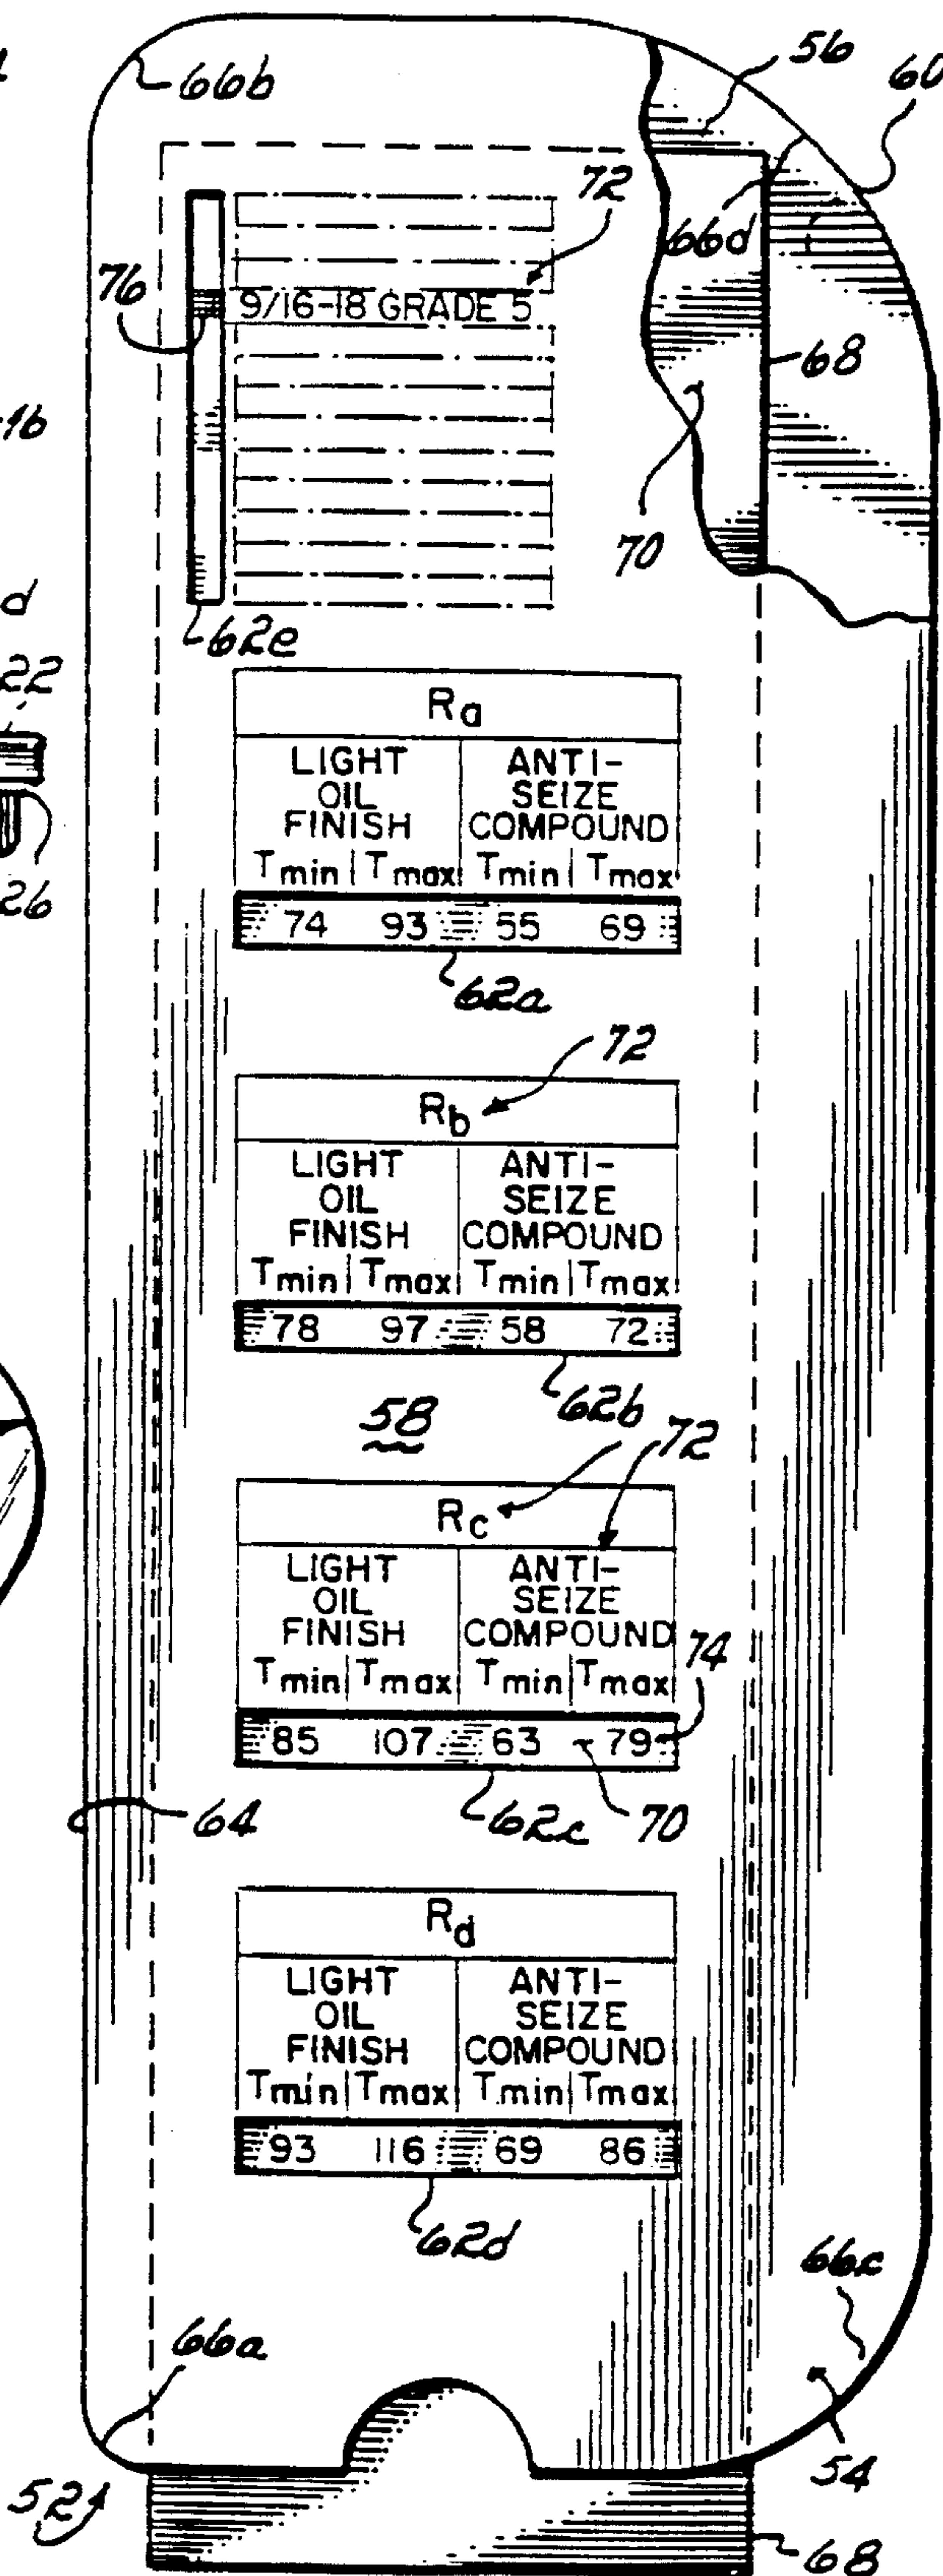 56
60
66b
72
66d
76
9/16-18 GRADE 5
68
16
70
d
62e
22
Ra
LIGHT OIL FINISH
ANTI-SEIZE COMPOUND
Tmin Tmax Tmin Tmax
74 93 55 69
26
62a
72
Rb
LIGHT OIL FINISH
ANTI-SEIZE COMPOUND
Tmin Tmax Tmin Tmax
78 97 58 72
62b
58
72
Rc
LIGHT OIL FINISH
ANTI-SEIZE COMPOUND
74
Tmin Tmax Tmin Tmax
85 107 63 79
64
62c
70
Rd
LIGHT OIL FINISH
ANTI-SEIZE COMPOUND
Tmin Tmax Tmin Tmax
93 116 69 86
62d
66c
66a
54
52
68